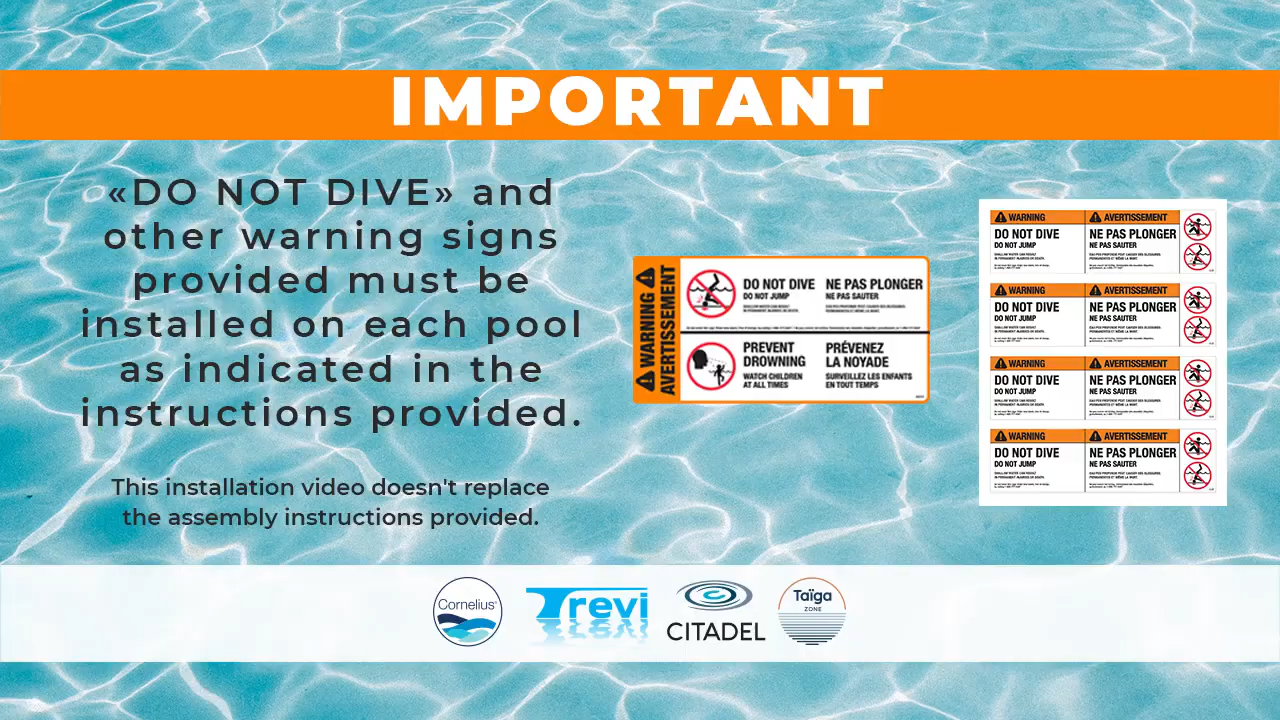 IMPORTANT
«DO NOT DIVE» and
other warning signs
provided must be
installed on each pool
as indicated in the
instructions provided.
This installation video doesn't replace
the assembly instructions provided.
WARNING
AVERTISSEMENT
DO NOT DIVE
DO NOT JUMP
NE PAS PLONGER
NE PAS SAUTER
PREVENT
DROWNING
WATCH CHILDREN
AT ALL TIMES
PRÉVENEZ
LA NOYADE
SURVEILLEZ LES ENFANTS
EN TOUT TEMPS
WARNING AVERTISSEMENT
DO NOT DIVE NE PAS PLONGER
DO NOT JUMP NE PAS SAUTER
WARNING AVERTISSEMENT
DO NOT DIVE NE PAS PLONGER
DO NOT JUMP NE PAS SAUTER
WARNING AVERTISSEMENT
DO NOT DIVE NE PAS PLONGER
DO NOT JUMP NE PAS SAUTER
WARNING AVERTISSEMENT
DO NOT DIVE NE PAS PLONGER
DO NOT JUMP NE PAS SAUTER
Cornelius
Trevi
CITADEL
Taïga
ZONE